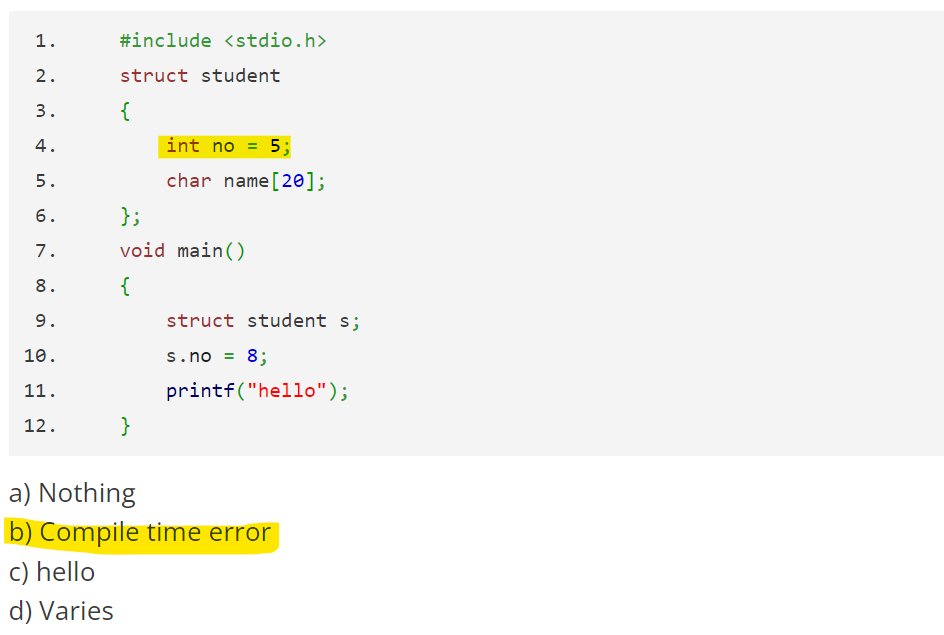 1. #include <stdio.h>
2. struct student
3. {
4. int no = 5;
5. char name[20];
6. };
7. void main()
8. {
9. struct student s;
10. s.no = 8;
11. printf("hello");
12. }
a) Nothing
b) Compile time error
c) hello
d) Varies